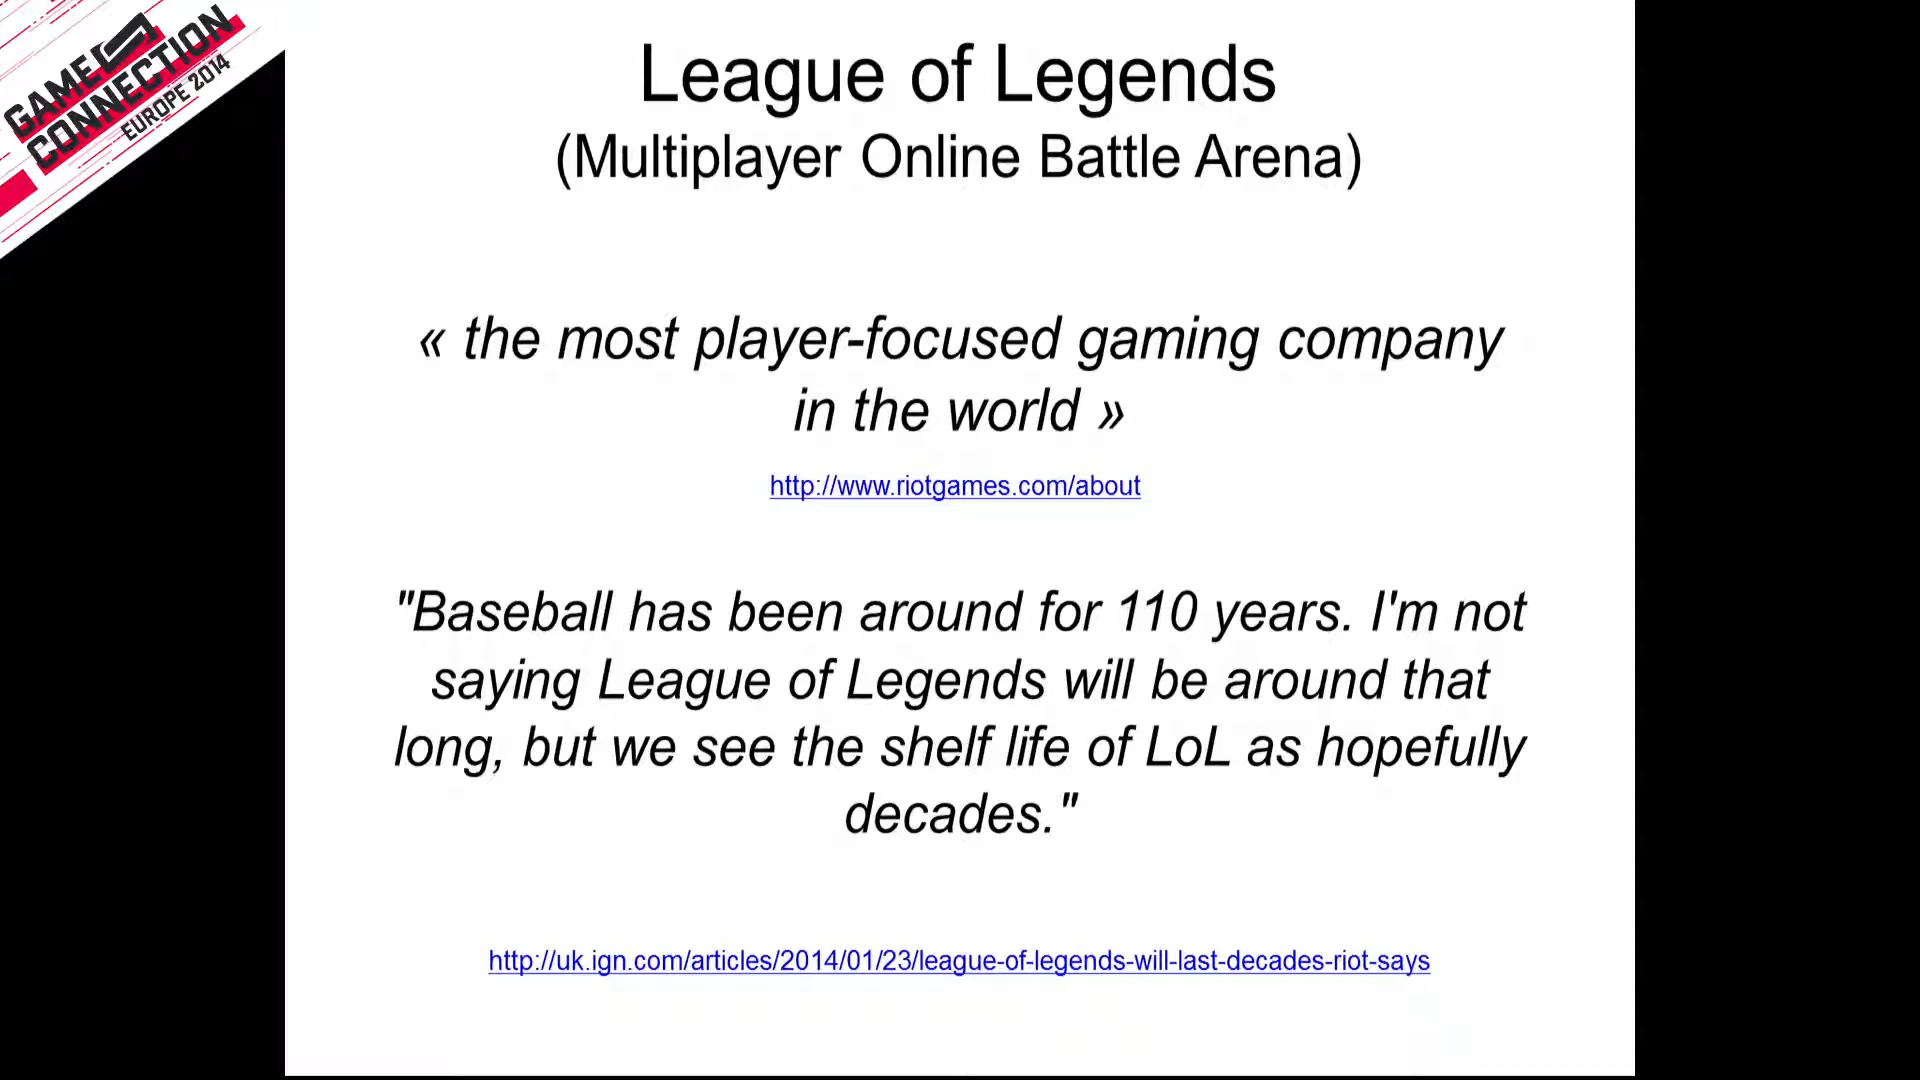 GAME
CONNECTION
EUROPE 2014
League of Legends
(Multiplayer Online Battle Arena)
« the most player-focused gaming company
in the world »
http://www.riotgames.com/about
"Baseball has been around for 110 years. I'm not
saying League of Legends will be around that
long, but we see the shelf life of LoL as hopefully
decades."
http://uk.ign.com/articles/2014/01/23/league-of-legends-will-last-decades-riot-says